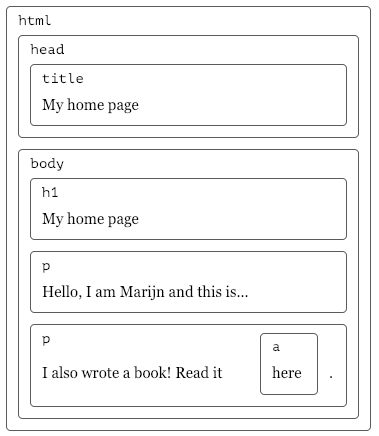 html
head
title
My home page
body
h1
My home page
p
Hello, I am Marijn and this is...
p
a
I also wrote a book! Read it here .